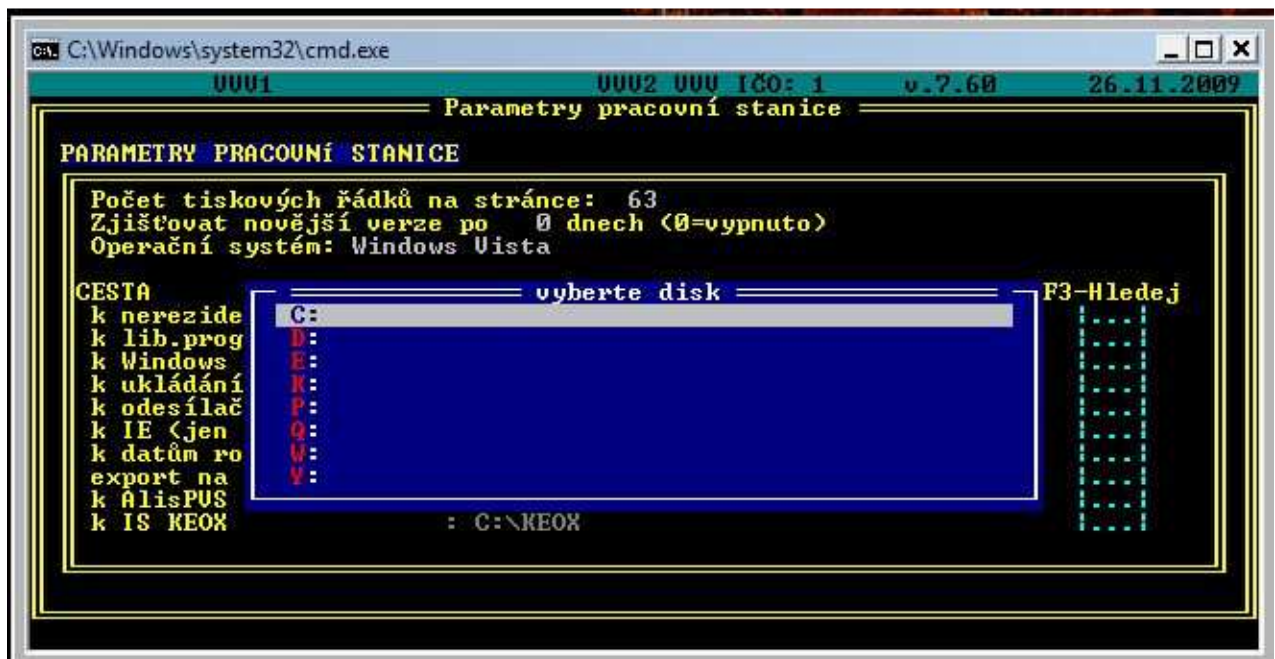 C:\Windows\system32\cmd.exe
UUU1 UUU2 UUU IČO: 1 v.7.60 26.11.2009
Parametry pracovní stanice
PARAMETRY PRACOVNÍ STANICE
Počet tiskových řádků na stránce: 63
Zjišťovat novější verze po 0 dnech (0=vypnuto)
Operační systém: Windows Vista
CESTA vyberte disk F3-Hledej
k nerezide C: |...|
k lib.prog D: |...|
k Windows E: |...|
k ukládání K: |...|
k odesílač P: |...|
k IE (jen Q: |...|
k datům ro W: |...|
export na Y: |...|
k AlisPVS |...|
k IS KEOX : C:\KEOX |...|